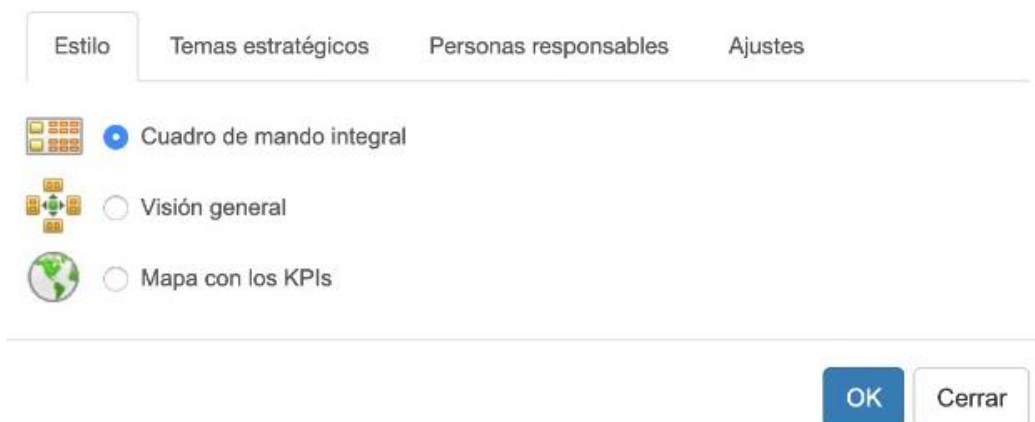 Estilo Temas estratégicos Personas responsables Ajustes
Cuadro de mando integral
Visión general
Mapa con los KPIs
OK Cerrar